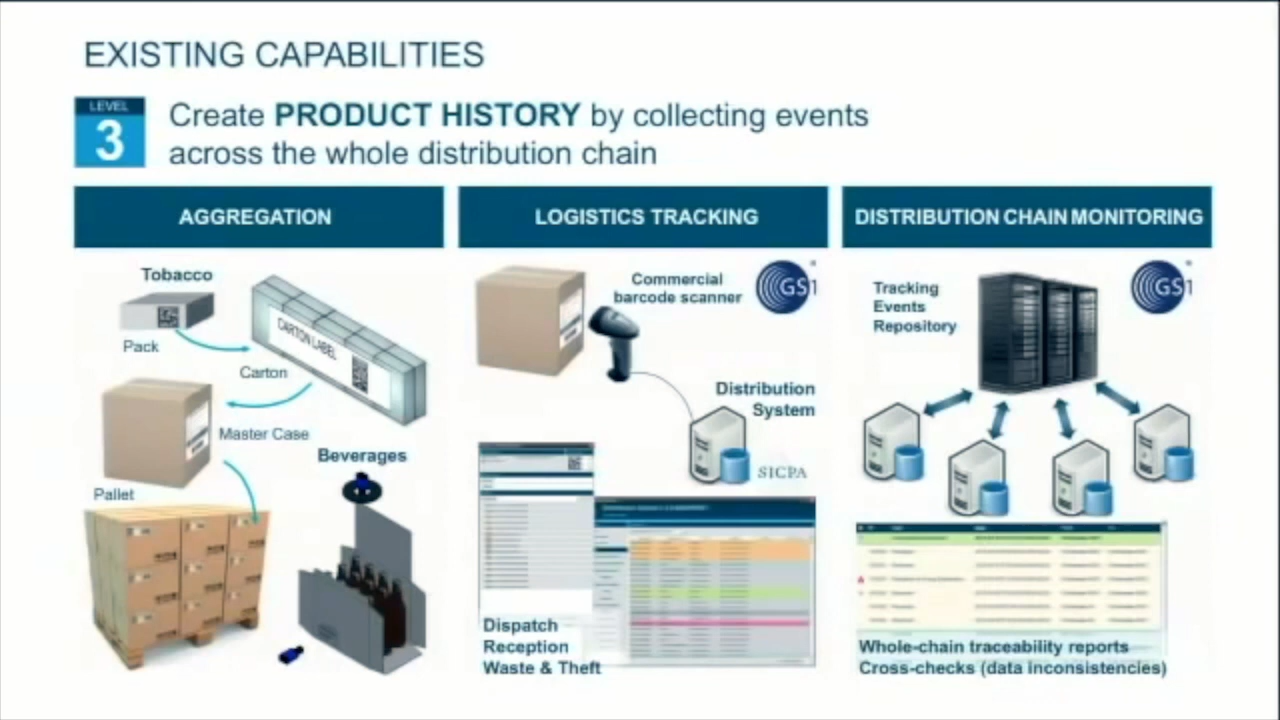 EXISTING CAPABILITIES
LEVEL
3
Create PRODUCT HISTORY by collecting events
across the whole distribution chain
AGGREGATION
Tobacco
Pack
CARTON LABEL
Carton
Master Case
Beverages
Pallet
LOGISTICS TRACKING
Commercial
barcode scanner
GS1
Distribution
System
SICPA
Dispatch
Reception
Waste & Theft
DISTRIBUTION CHAIN MONITORING
Tracking
Events
Repository
GS1
Whole-chain traceability reports
Cross-checks (data inconsistencies)